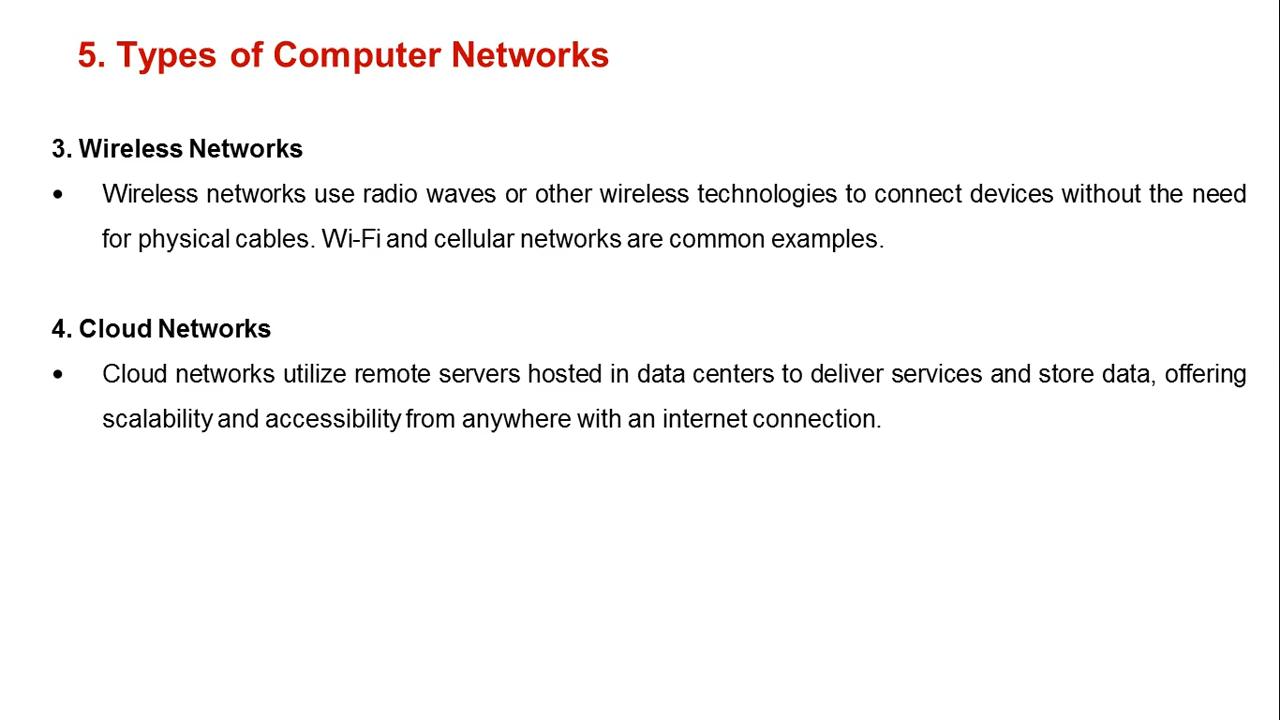 5. Types of Computer Networks
3. Wireless Networks
• Wireless networks use radio waves or other wireless technologies to connect devices without the need
for physical cables. Wi-Fi and cellular networks are common examples.
4. Cloud Networks
• Cloud networks utilize remote servers hosted in data centers to deliver services and store data, offering
scalability and accessibility from anywhere with an internet connection.